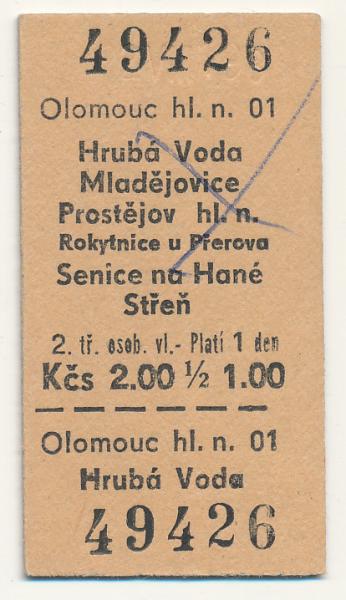 49426
Olomouc hl. n. 01
Hrubá Voda
Mladějovice
Prostějov hl. n.
Rokytnice u Přerova
Senice na Hané
Střeň
2. tř. osob. vl.- Platí 1 den
Kčs 2.00 ½ 1.00
Olomouc hl. n. 01
Hrubá Voda
49426